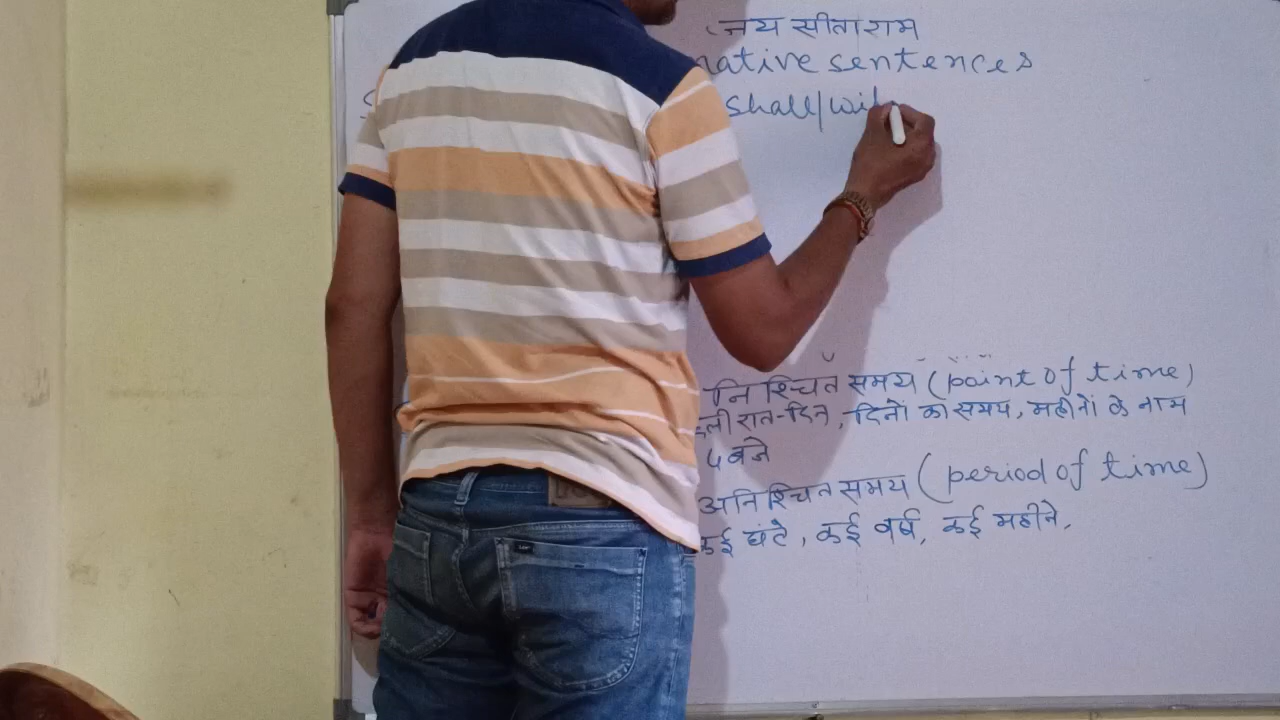 जय सीताराम
native sentences
S shall/wil
निश्चित समय (point of time)
ली रात-दिन, दिनों का समय, महीनों के नाम
4 बजे
अनिश्चित समय (period of time)
कई घंटे, कई वर्ष, कई महीने,